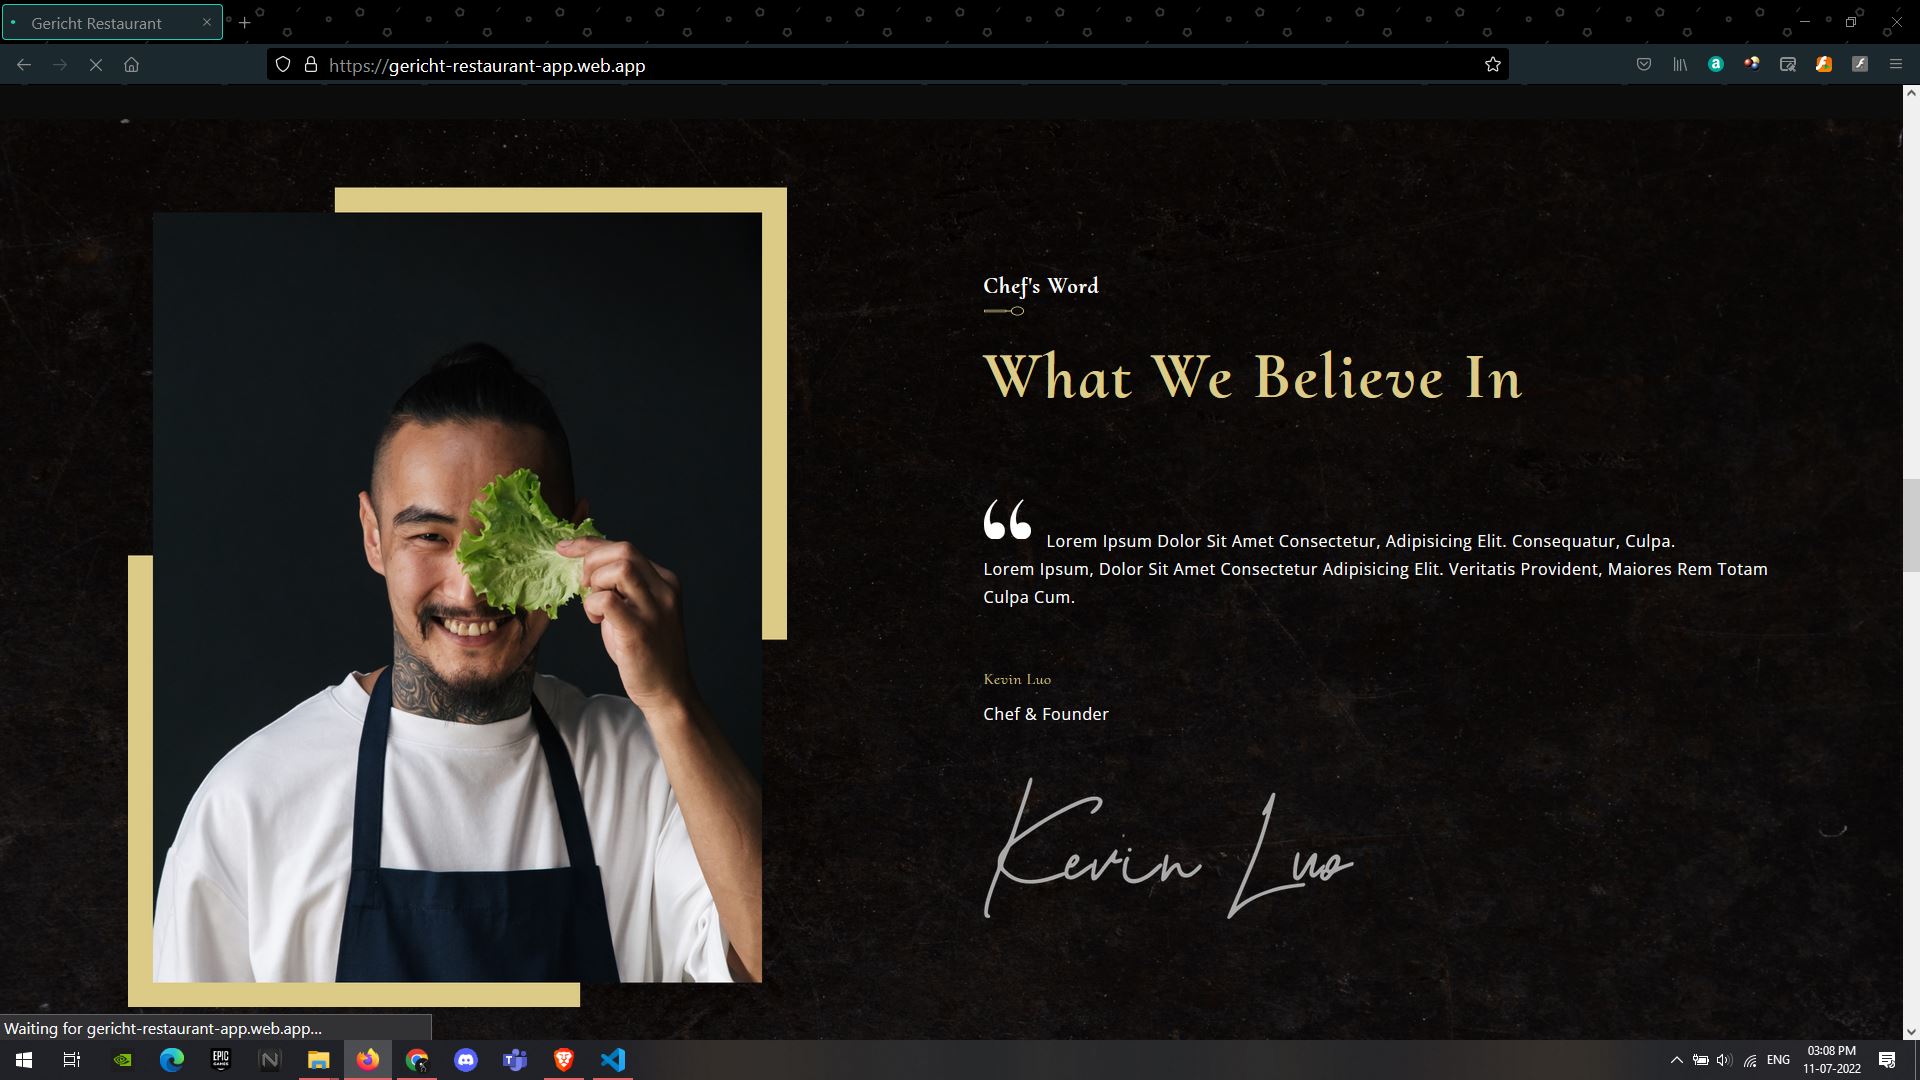 Gericht Restaurant
https://gericht-restaurant-app.web.app
Chef's Word
What We Believe In
“ Lorem Ipsum Dolor Sit Amet Consectetur, Adipisicing Elit. Consequatur, Culpa.
Lorem Ipsum, Dolor Sit Amet Consectetur Adipisicing Elit. Veritatis Provident, Maiores Rem Totam
Culpa Cum.
Kevin Luo
Chef & Founder
Kevin Luo
Waiting for gericht-restaurant-app.web.app...
EPIC
GAMES
ENG
03:08 PM
11-07-2022